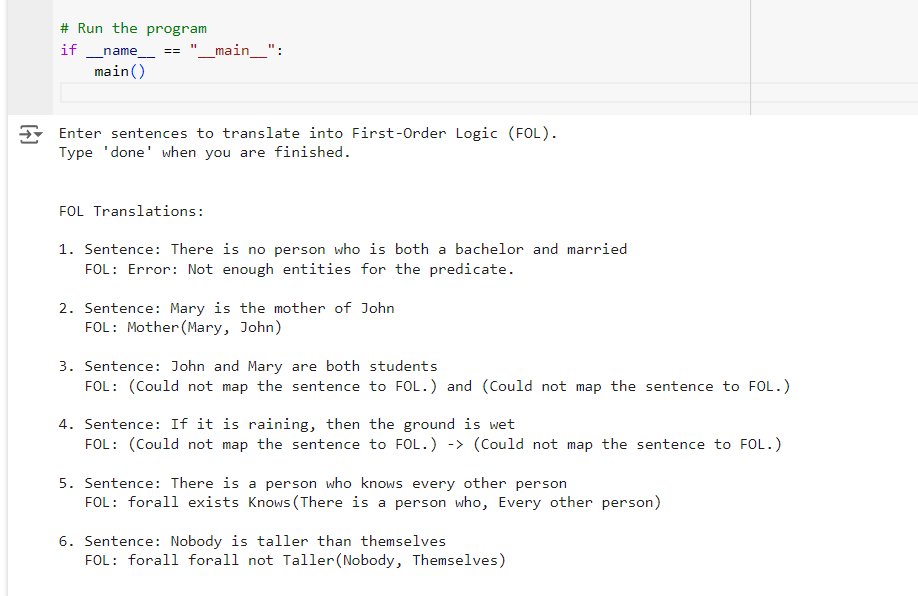 # Run the program
if __name__ == "__main__":
    main()
Enter sentences to translate into First-Order Logic (FOL).
Type 'done' when you are finished.
FOL Translations:
1. Sentence: There is no person who is both a bachelor and married
   FOL: Error: Not enough entities for the predicate.
2. Sentence: Mary is the mother of John
   FOL: Mother(Mary, John)
3. Sentence: John and Mary are both students
   FOL: (Could not map the sentence to FOL.) and (Could not map the sentence to FOL.)
4. Sentence: If it is raining, then the ground is wet
   FOL: (Could not map the sentence to FOL.) -> (Could not map the sentence to FOL.)
5. Sentence: There is a person who knows every other person
   FOL: forall exists Knows(There is a person who, Every other person)
6. Sentence: Nobody is taller than themselves
   FOL: forall forall not Taller(Nobody, Themselves)